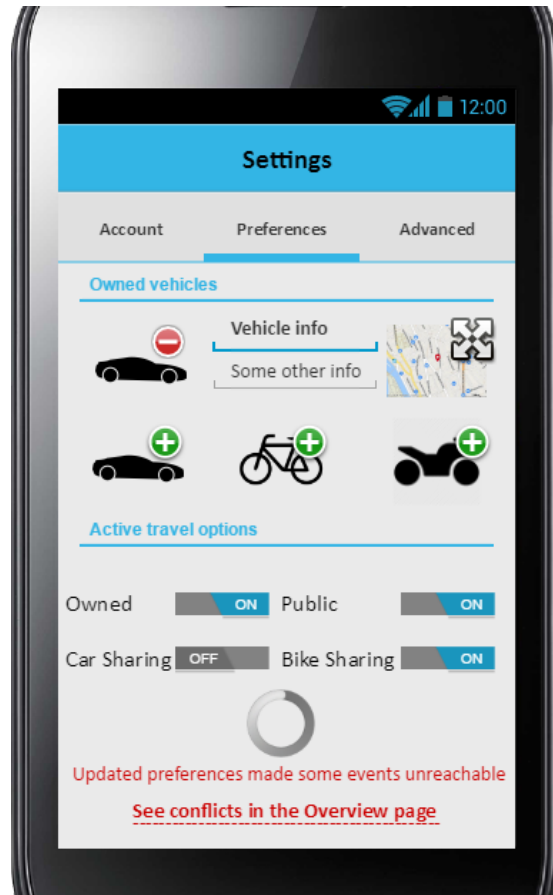 12:00
Settings
Account Preferences Advanced
Owned vehicles
Vehicle info
Some other info
Active travel options
Owned ON Public ON
Car Sharing OFF Bike Sharing ON
Updated preferences made some events unreachable
See conflicts in the Overview page